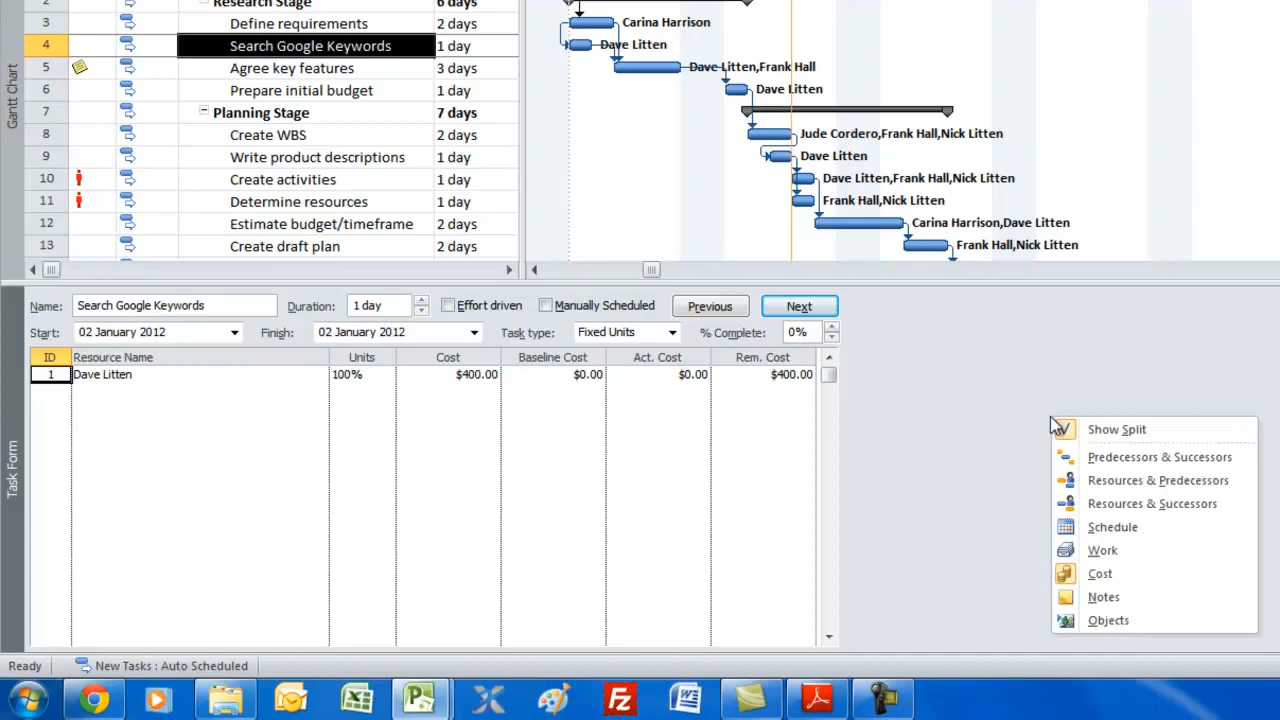 2 Research Stage 6 days
3 Define requirements 2 days Carina Harrison
4 Search Google Keywords 1 day Dave Litten
5 Agree key features 3 days Dave Litten,Frank Hall
6 Prepare initial budget 1 day Dave Litten
7 Planning Stage 7 days
8 Create WBS 2 days Jude Cordero,Frank Hall,Nick Litten
9 Write product descriptions 1 day Dave Litten
10 Create activities 1 day Dave Litten,Frank Hall,Nick Litten
11 Determine resources 1 day Frank Hall,Nick Litten
12 Estimate budget/timeframe 2 days Carina Harrison,Dave Litten
13 Create draft plan 2 days Frank Hall,Nick Litten
Gantt Chart
Name: Search Google Keywords Duration: 1 day Effort driven Manually Scheduled Previous Next
Start: 02 January 2012 Finish: 02 January 2012 Task type: Fixed Units % Complete: 0%
ID Resource Name Units Cost Baseline Cost Act. Cost Rem. Cost
1 Dave Litten 100% $400.00 $0.00 $0.00 $400.00
Task Form
Show Split
Predecessors & Successors
Resources & Predecessors
Resources & Successors
Schedule
Work
Cost
Notes
Objects
Ready New Tasks : Auto Scheduled